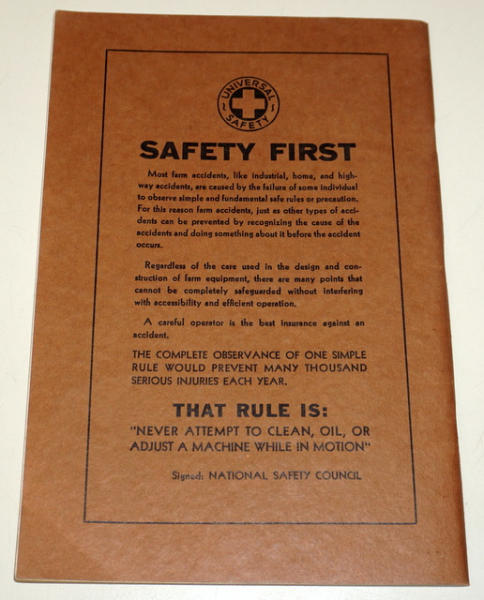 UNIVERSAL
SAFETY
SAFETY FIRST
Most farm accidents, like industrial, home, and high-
way accidents, are caused by the failure of some individual
to observe simple and fundamental safe rules or precaution.
For this reason farm accidents, just as other types of acci-
dents can be prevented by recognizing the cause of the
accidents and doing something about it before the accident
occurs.
Regardless of the care used in the design and con-
struction of farm equipment, there are many points that
cannot be completely safeguarded without interfering
with accessibility and efficient operation.
A careful operator is the best insurance against an
accident.
THE COMPLETE OBSERVANCE OF ONE SIMPLE
RULE WOULD PREVENT MANY THOUSAND
SERIOUS INJURIES EACH YEAR.
THAT RULE IS:
"NEVER ATTEMPT TO CLEAN, OIL, OR
ADJUST A MACHINE WHILE IN MOTION"
Signed: NATIONAL SAFETY COUNCIL